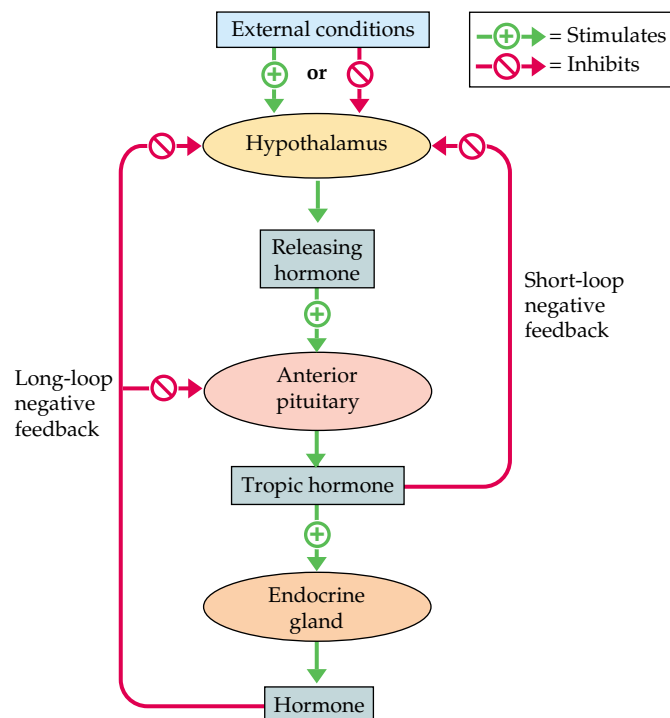 External conditions
or
= Stimulates
= Inhibits
Hypothalamus
Releasing
hormone
Short-loop
negative
feedback
Long-loop
negative
feedback
Anterior
pituitary
Tropic hormone
Endocrine
gland
Hormone